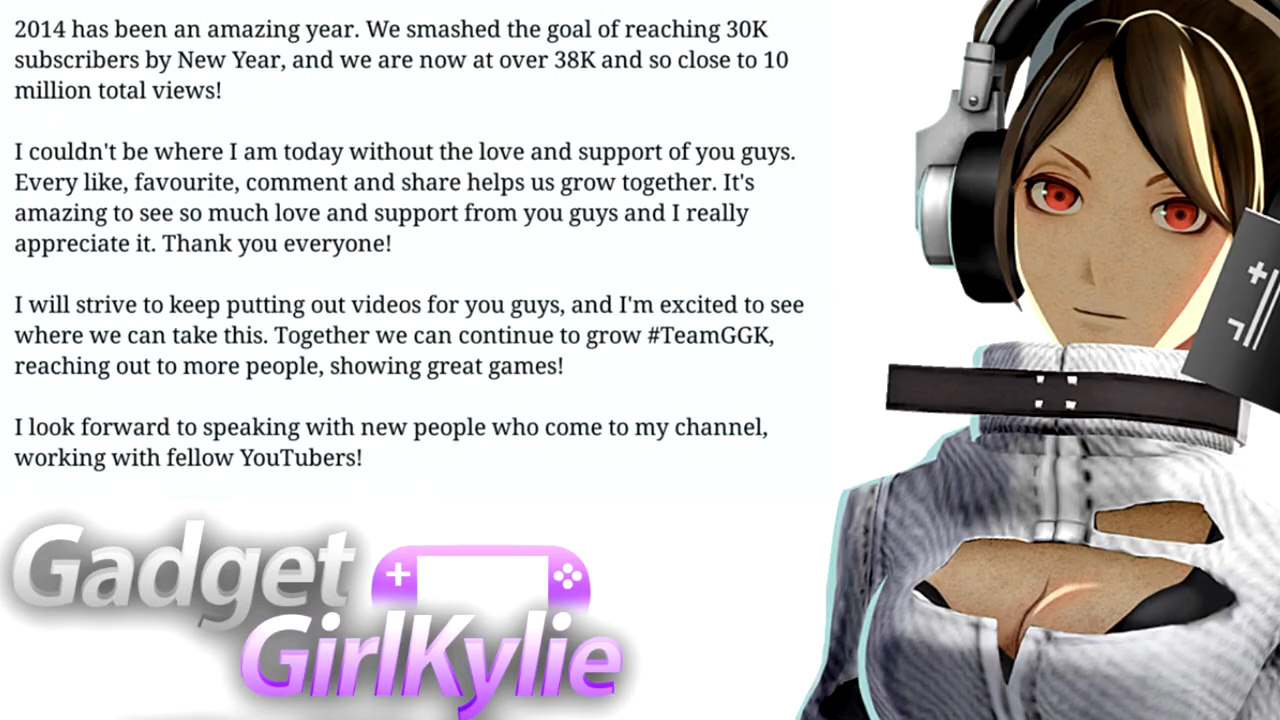 2014 has been an amazing year. We smashed the goal of reaching 30K
subscribers by New Year, and we are now at over 38K and so close to 10
million total views!
I couldn't be where I am today without the love and support of you guys.
Every like, favourite, comment and share helps us grow together. It's
amazing to see so much love and support from you guys and I really
appreciate it. Thank you everyone!
I will strive to keep putting out videos for you guys, and I'm excited to see
where we can take this. Together we can continue to grow #TeamGGK,
reaching out to more people, showing great games!
I look forward to speaking with new people who come to my channel,
working with fellow YouTubers!
Gadget
GirlKylie